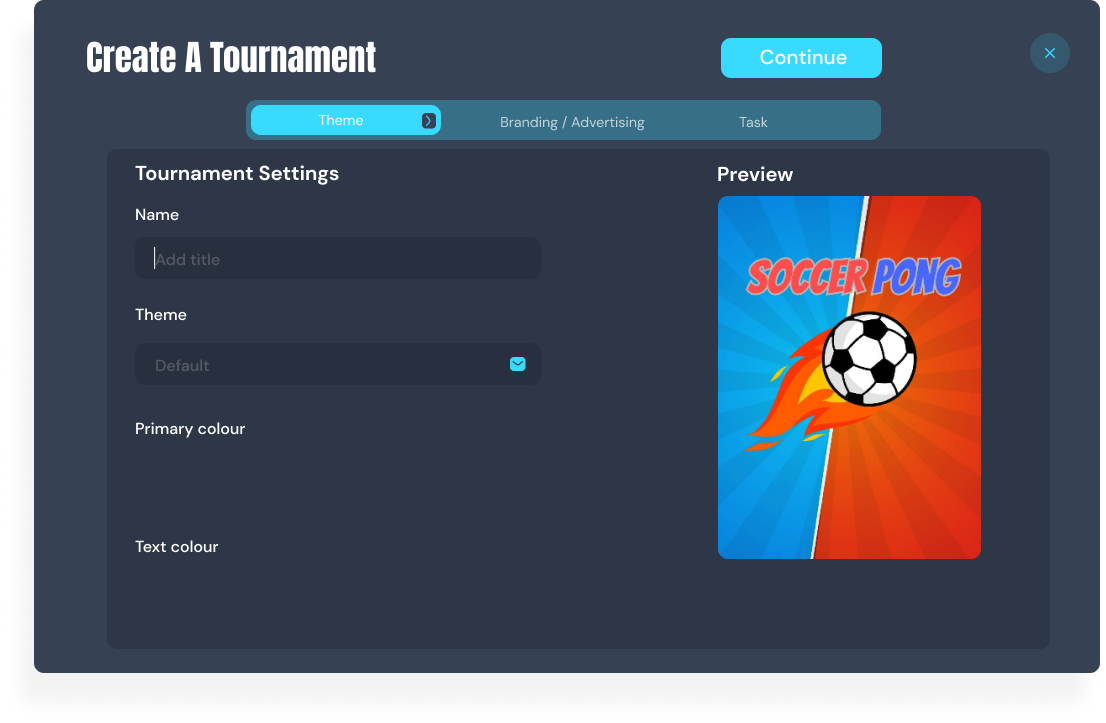 Create A Tournament
Continue
Theme
Branding / Advertising
Task
Tournament Settings
Preview
Name
Add title
Theme
Default
Primary colour
Text colour
SOCCER PONG